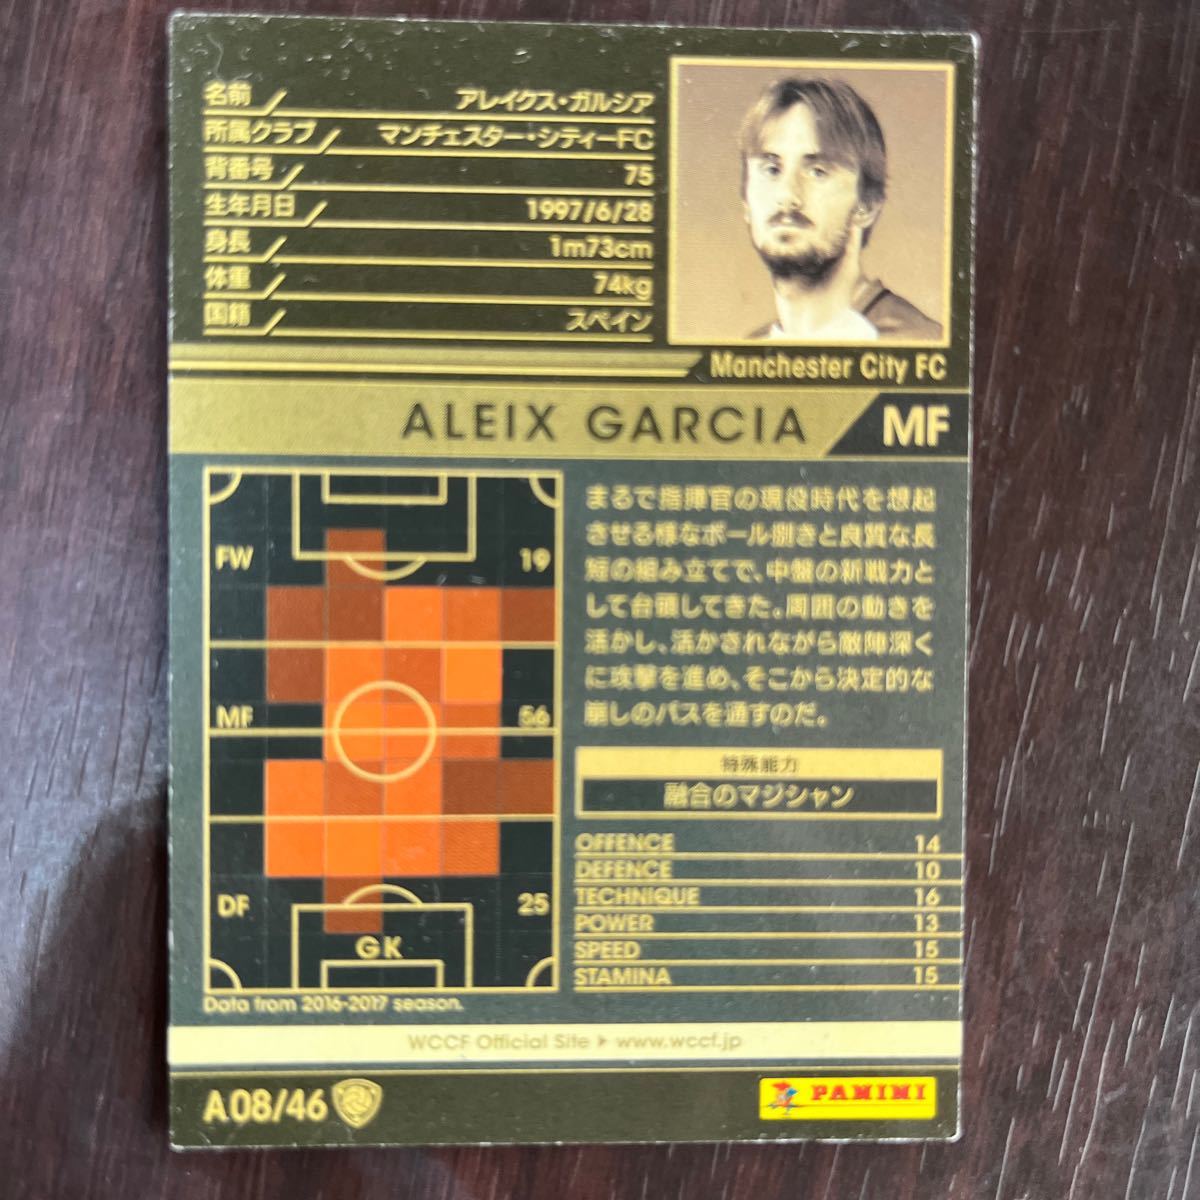 名前 アレイクス・ガルシア
所属クラブ マンチェスター・シティーFC
背番号 75
生年月日 1997/6/28
身長 1m73cm
体重 74kg
国籍 スペイン
Manchester City FC
ALEIX GARCIA MF
FW 19
MF 56
DF 25
GK
Data from 2016-2017 season.
まるで指揮官の現役時代を想起
させる様なボール捌きと良質な長
短の組み立てで、中盤の新戦力と
して台頭してきた。周囲の動きを
活かし、活かされながら敵陣深く
に攻撃を進め、そこから決定的な
崩しのパスを通すのだ。
特殊能力
融合のマジシャン
OFFENCE 14
DEFENCE 10
TECHNIQUE 16
POWER 13
SPEED 15
STAMINA 15
WCCF Official Site ▶ www.wccf.jp
A08/46
PANINI